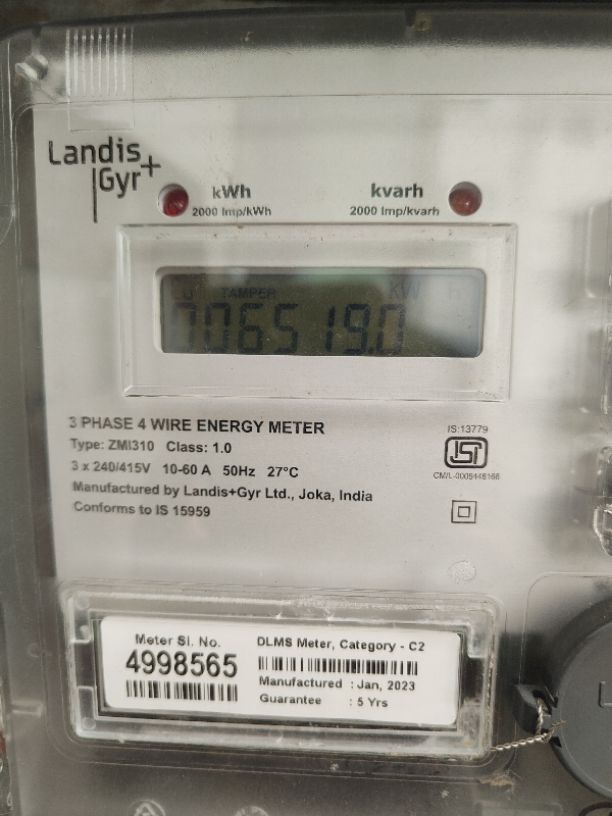 Landis+
Gyr
kWh
2000 Imp/kWh
kvarh
2000 Imp/kvarh
TAMPER
KW
006519.0
3 PHASE 4 WIRE ENERGY METER
Type: ZMI310 Class: 1.0
3 x 240/415V 10-60 A 50Hz 27°C
Manufactured by Landis+Gyr Ltd., Joka, India
Conforms to IS 15959
IS:13779
ISI
Meter Sl. No.
4998565
DLMS Meter, Category - C2
Manufactured : Jan, 2023
Guarantee : 5 Yrs